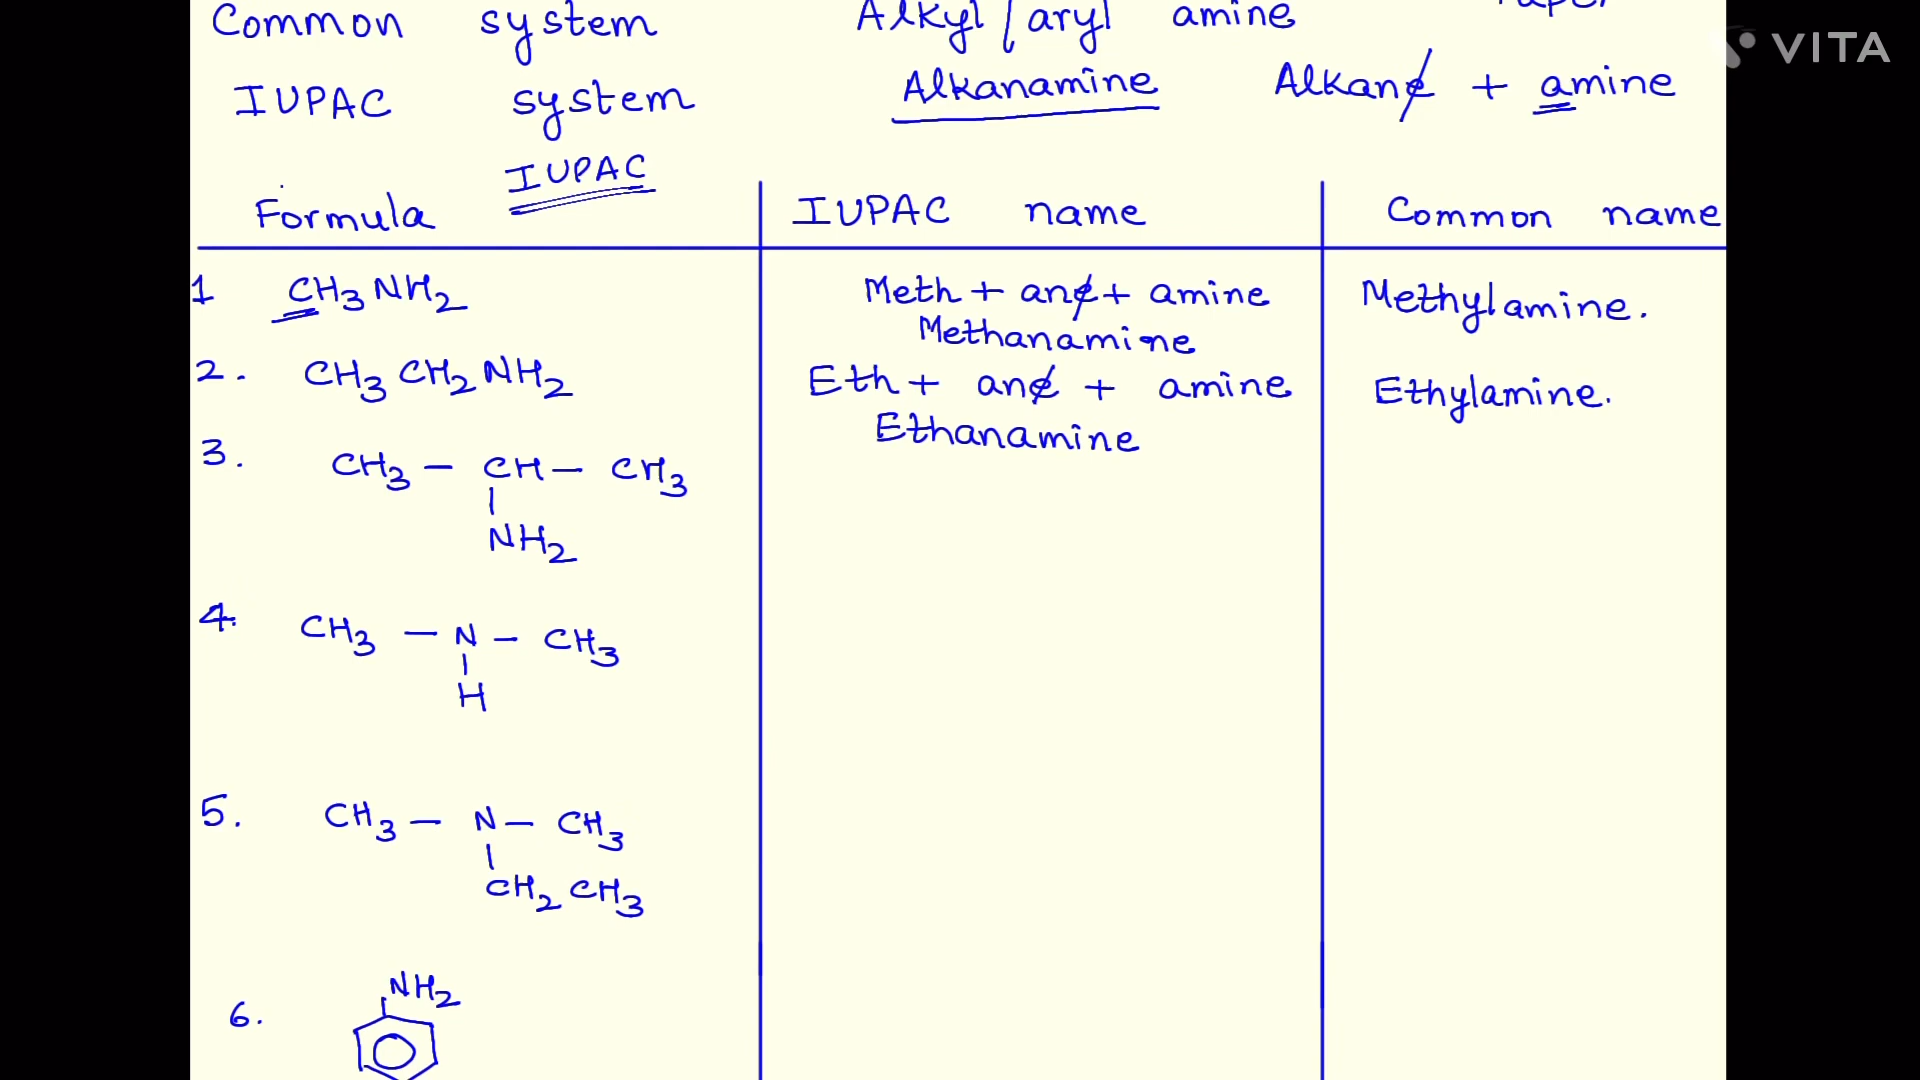 Common system Alkyl/aryl amine
IUPAC system Alkanamine Alkane + amine
VITA
IUPAC
Formula IUPAC name Common name
1 CH3NH2 Meth + ane + amine Methylamine.
Methanamine
2. CH3CH2NH2 Eth + ane + amine Ethylamine.
Ethanamine
3. CH3 – CH – CH3
|
NH2
4. CH3 – N – CH3
|
H
5. CH3 – N – CH3
|
CH2CH3
NH2
6.